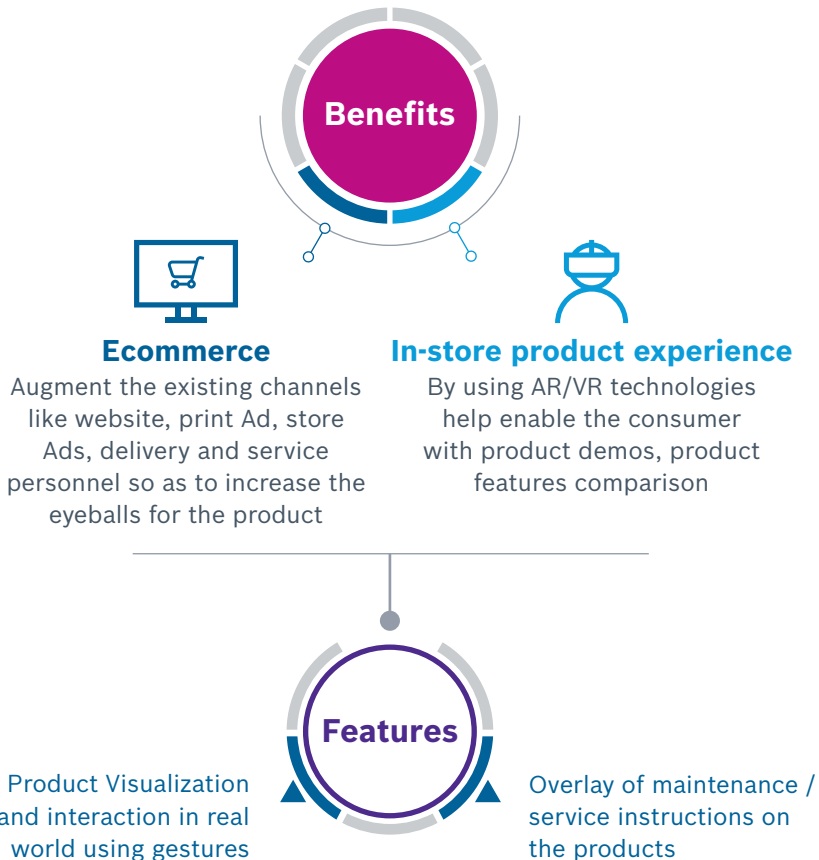 Benefits
Ecommerce
Augment the existing channels
like website, print Ad, store
Ads, delivery and service
personnel so as to increase the
eyeballs for the product
In-store product experience
By using AR/VR technologies
help enable the consumer
with product demos, product
features comparison
Features
Product Visualization
and interaction in real
world using gestures
Overlay of maintenance /
service instructions on
the products